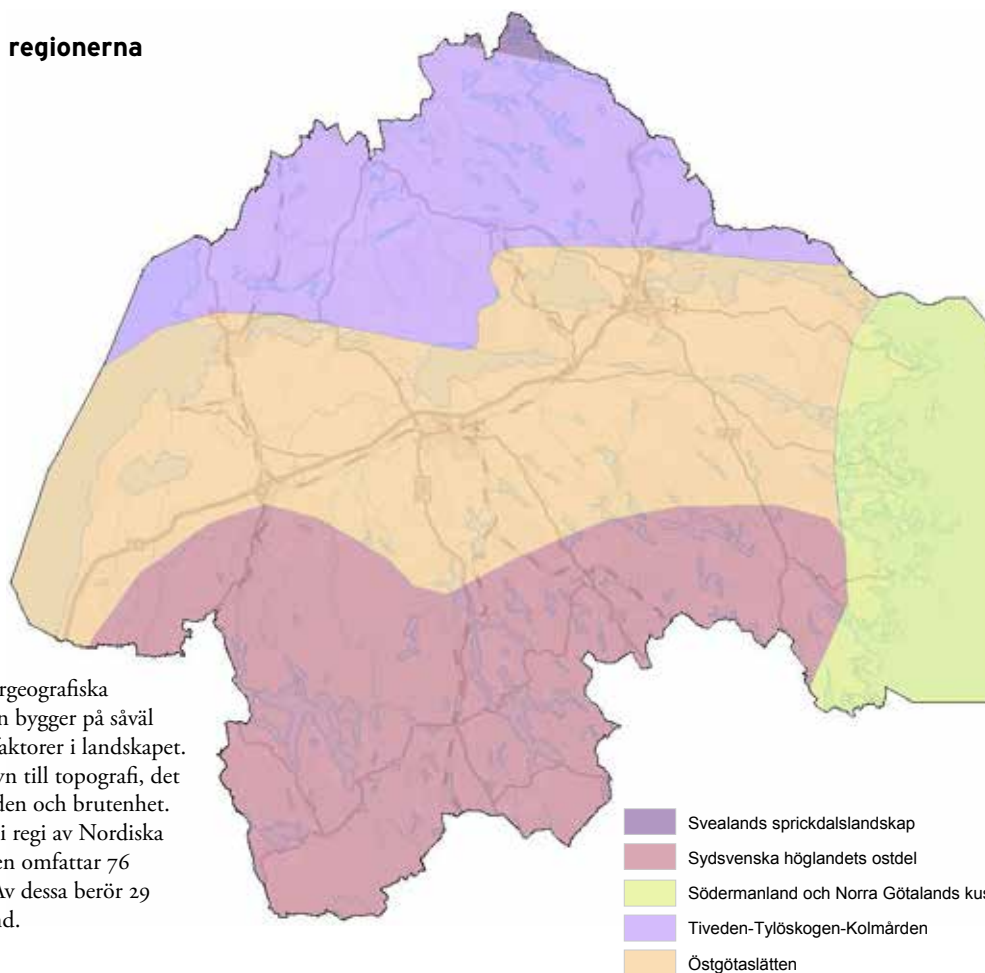 regionerna
rgeografiska
n bygger på såväl
faktorer i landskapet.
yn till topografi, det
den och brutenhet.
i regi av Nordiska
en omfattar 76
Av dessa berör 29
nd.
Svealands sprickdalslandskap
Sydsvenska höglandets ostdel
Södermanland och Norra Götalands kus
Tiveden-Tylöskogen-Kolmården
Östgötaslätten